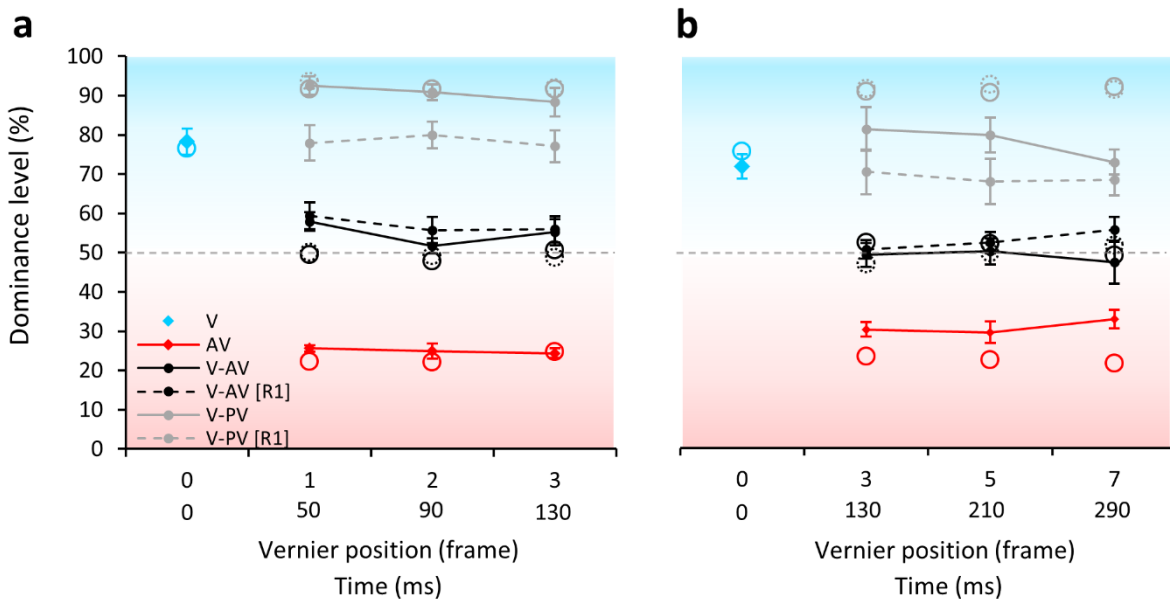 a
b
Dominance level (%)
100
90
80
70
60
50
40
30
20
10
0
V
AV
V-AV
V-AV [R1]
V-PV
V-PV [R1]
0 1 2 3
0 50 90 130
Vernier position (frame)
Time (ms)
0 3 5 7
0 130 210 290
Vernier position (frame)
Time (ms)